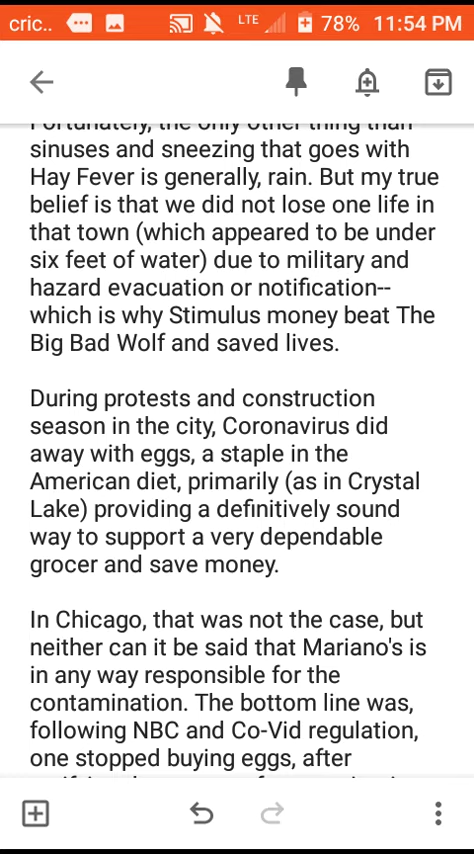 cric.. LTE 78% 11:54 PM
Fortunately, the only other thing than
sinuses and sneezing that goes with
Hay Fever is generally, rain. But my true
belief is that we did not lose one life in
that town (which appeared to be under
six feet of water) due to military and
hazard evacuation or notification--
which is why Stimulus money beat The
Big Bad Wolf and saved lives.
During protests and construction
season in the city, Coronavirus did
away with eggs, a staple in the
American diet, primarily (as in Crystal
Lake) providing a definitively sound
way to support a very dependable
grocer and save money.
In Chicago, that was not the case, but
neither can it be said that Mariano's is
in any way responsible for the
contamination. The bottom line was,
following NBC and Co-Vid regulation,
one stopped buying eggs, after